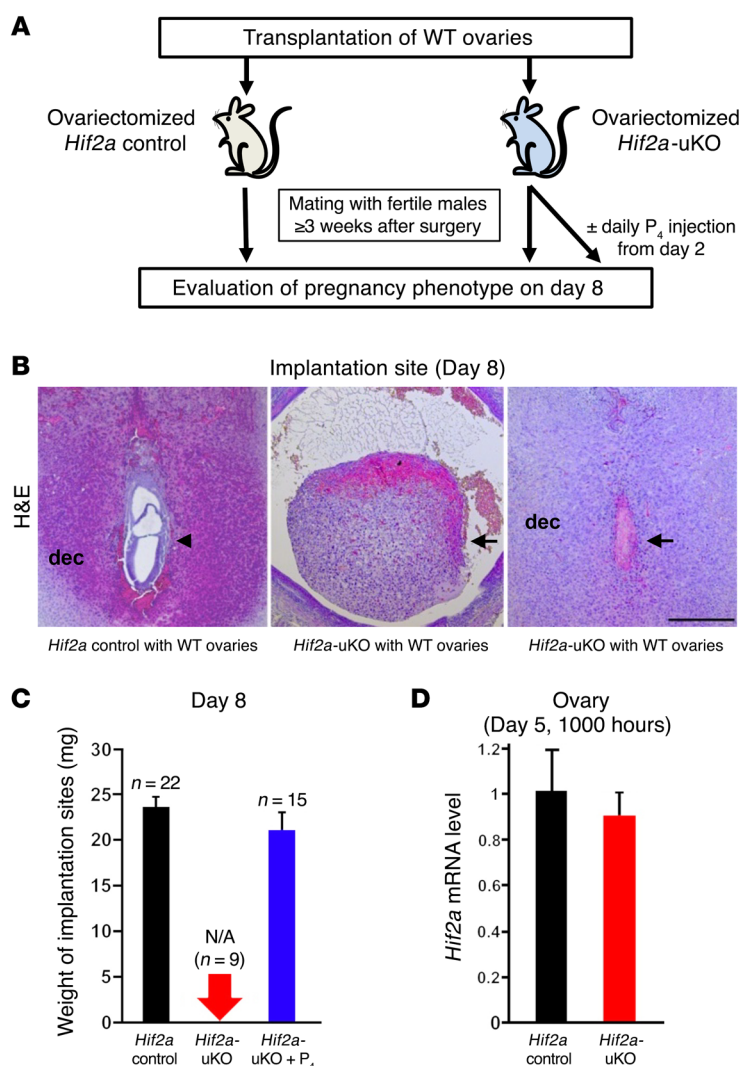 A
Transplantation of WT ovaries
Ovariectomized
Hif2a control
Ovariectomized
Hif2a-uKO
Mating with fertile males
≥3 weeks after surgery
± daily P4 injection
from day 2
Evaluation of pregnancy phenotype on day 8
B
Implantation site (Day 8)
H&E
dec
dec
Hif2a control with WT ovaries
Hif2a-uKO with WT ovaries
Hif2a-uKO with WT ovaries
C
Day 8
Weight of implantation sites (mg)
30
25
20
15
10
5
0
n = 22
N/A
(n = 9)
n = 15
Hif2a
control
Hif2a-
uKO
Hif2a-
uKO + P4
D
Ovary
(Day 5, 1000 hours)
Hif2a mRNA level
1.2
1
0.8
0.6
0.4
0.2
0
Hif2a
control
Hif2a-
uKO